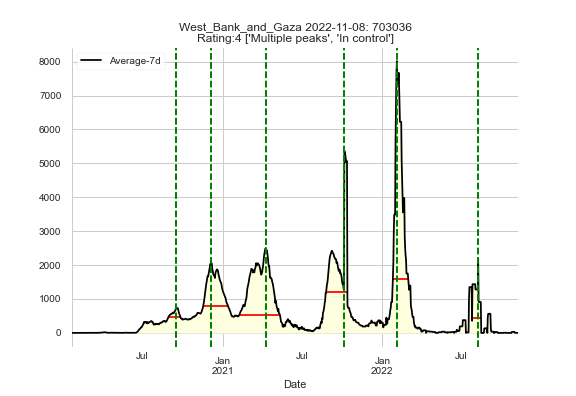 West_Bank_and_Gaza 2022-11-08: 703036
Rating:4 ['Multiple peaks', 'In control']
Average-7d
8000
7000
6000
5000
4000
3000
2000
1000
0
Jul
Jan
2021
Jul
Jan
2022
Jul
Date